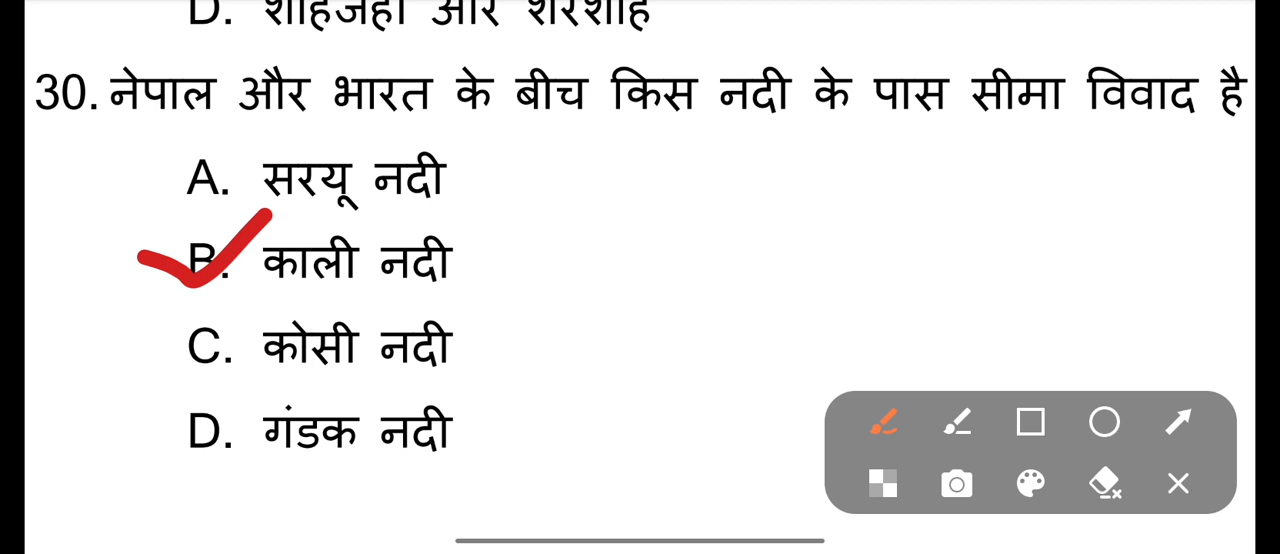 D. शाहजहाँ और शेरशाह
30. नेपाल और भारत के बीच किस नदी के पास सीमा विवाद है
A. सरयू नदी
B. काली नदी
C. कोसी नदी
D. गंडक नदी